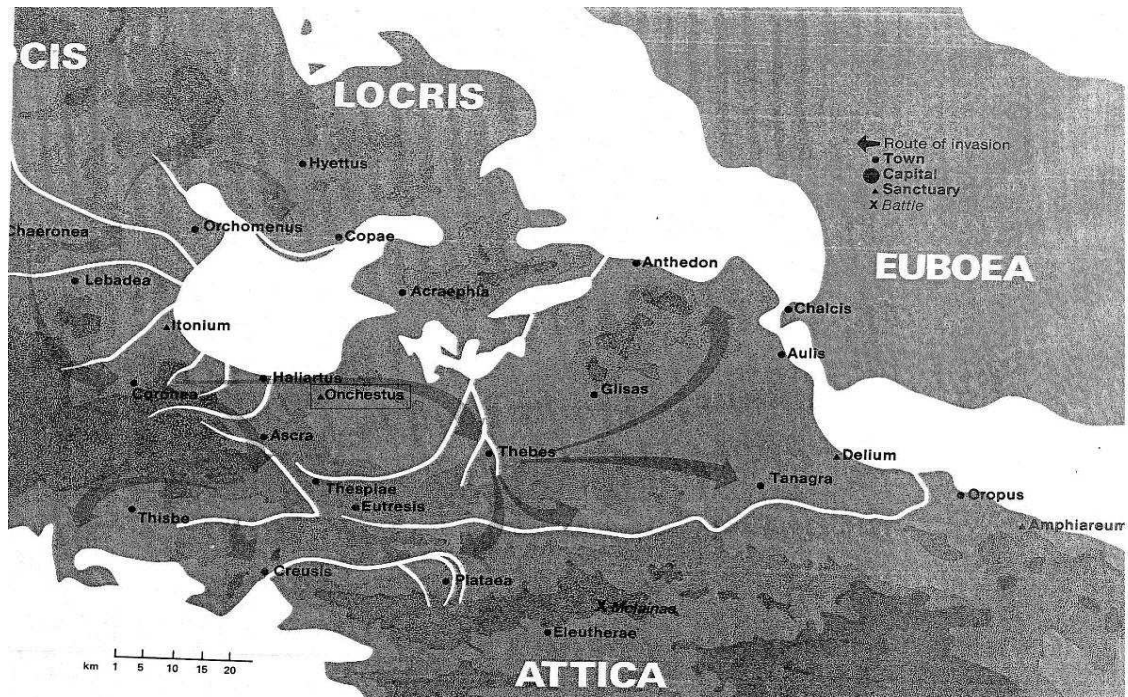 OCIS
LOCRIS
Route of invasion
Town
Capital
Sanctuary
X Battle
Hyettus
Chaeronea
Orchomenus
Copae
EUBOEA
Lebadea
Acraephia
Anthedon
Chalcis
Itonium
Aulis
Coronea
Haliartus
Onchestus
Glisas
Ascra
Thebes
Delium
Thespiae
Tanagra
Thisbe
Eutresis
Oropus
Amphiareum
Creusis
Plataea
X Melainae
Eleutherae
km 1 5 10 15 20
ATTICA